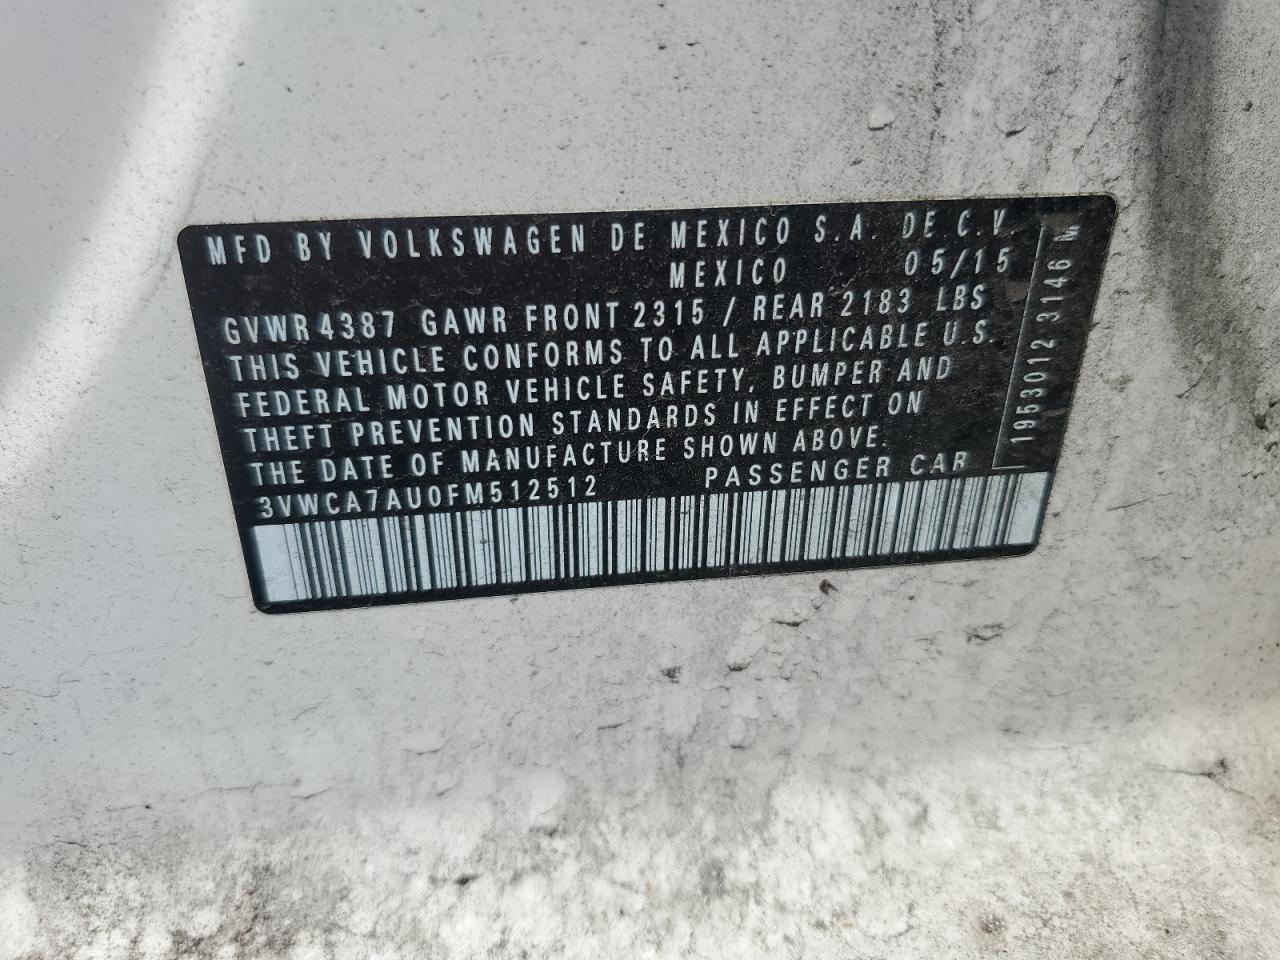 MFD BY VOLKSWAGEN DE MEXICO S.A. DE C.V.
MEXICO 05/15
GVWR 4387 GAWR FRONT 2315 / REAR 2183 LBS
THIS VEHICLE CONFORMS TO ALL APPLICABLE U.S.
FEDERAL MOTOR VEHICLE SAFETY, BUMPER AND
THEFT PREVENTION STANDARDS IN EFFECT ON
THE DATE OF MANUFACTURE SHOWN ABOVE.
3VWCA7AU0FM512512 PASSENGER CAR
1953012 3146 M